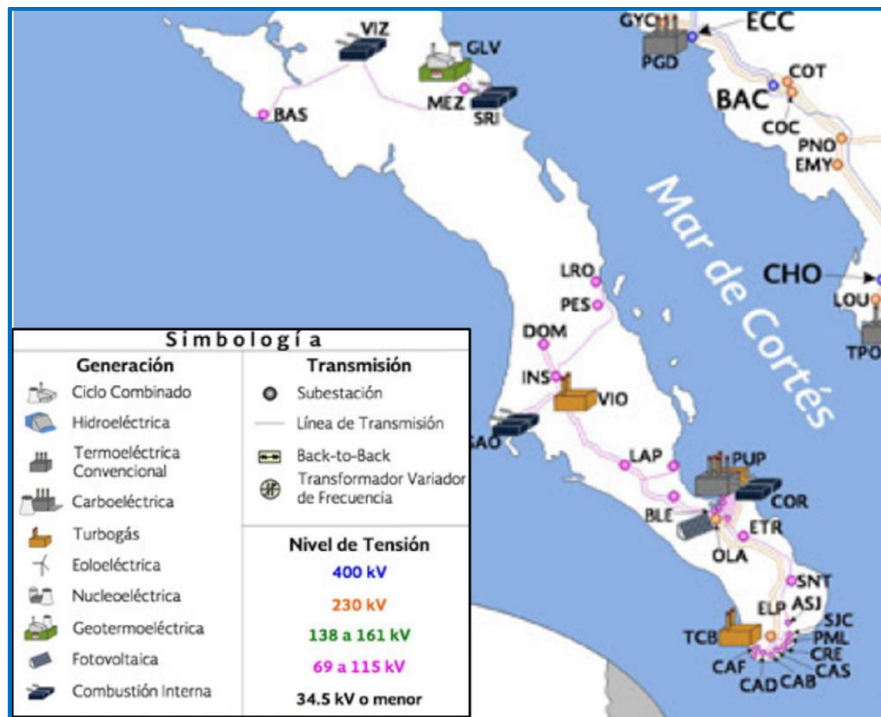 VIZ
GLV
MEZ
SRI
BAS
GYC
PGD
ECC
BAC
COT
COC
PNO
EMY
Mar de Cortés
CHO
LOU
TPO
LRO
PES
DOM
INS
VIO
GAO
LAP
PUP
COR
BLE
ETR
OLA
SNT
ELP
ASJ
SJC
TCB
PML
CRE
CAS
CAF
CAD
CAB
Simbología
Generación
Ciclo Combinado
Hidroeléctrica
Termoeléctrica
Convencional
Carboeléctrica
Turbogás
Eoloeléctrica
Nucleoeléctrica
Geotermoeléctrica
Fotovoltaica
Combustión Interna
Transmisión
Subestación
Línea de Transmisión
Back-to-Back
Transformador Variador
de Frecuencia
Nivel de Tensión
400 kV
230 kV
138 a 161 kV
69 a 115 kV
34.5 kV o menor